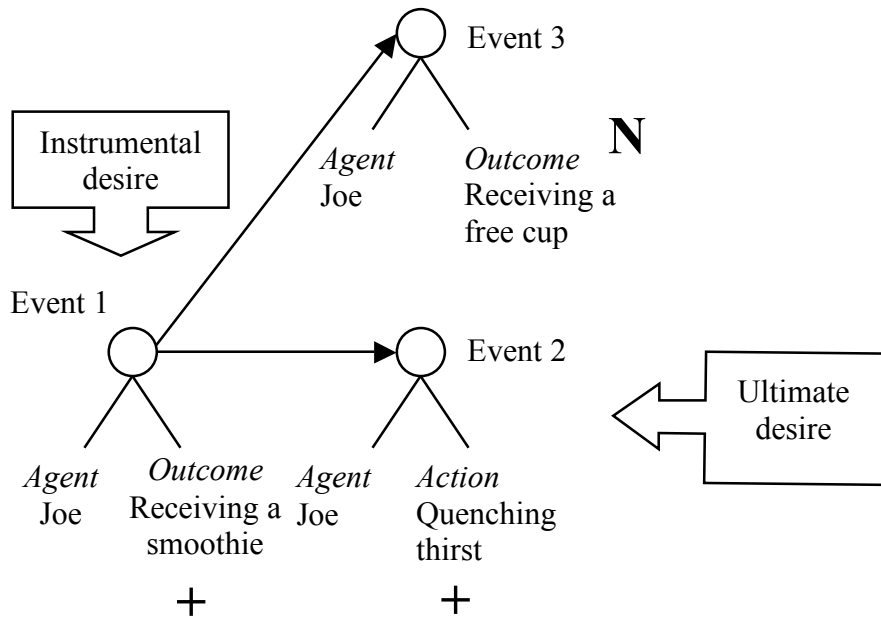 Event 3
Instrumental
desire
N
Agent
Joe
Outcome
Receiving a
free cup
Event 1
Event 2
Ultimate
desire
Agent
Joe
Outcome
Receiving a
smoothie
+
Agent
Joe
Action
Quenching
thirst
+